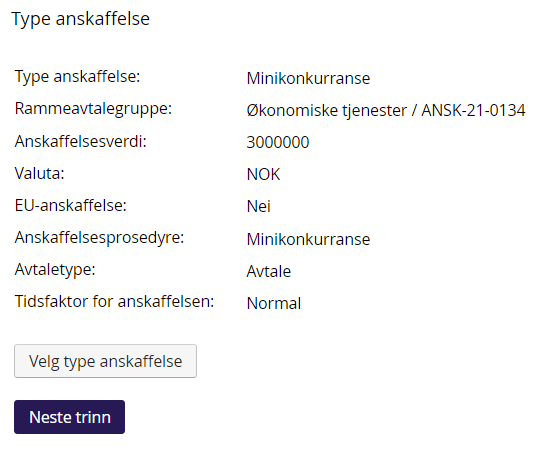 Type anskaffelse
Type anskaffelse: Minikonkurranse
Rammeavtalegruppe: Økonomiske tjenester / ANSK-21-0134
Anskaffelsesverdi: 3000000
Valuta: NOK
EU-anskaffelse: Nei
Anskaffelsesprosedyre: Minikonkurranse
Avtaletype: Avtale
Tidsfaktor for anskaffelsen: Normal
Velg type anskaffelse
Neste trinn